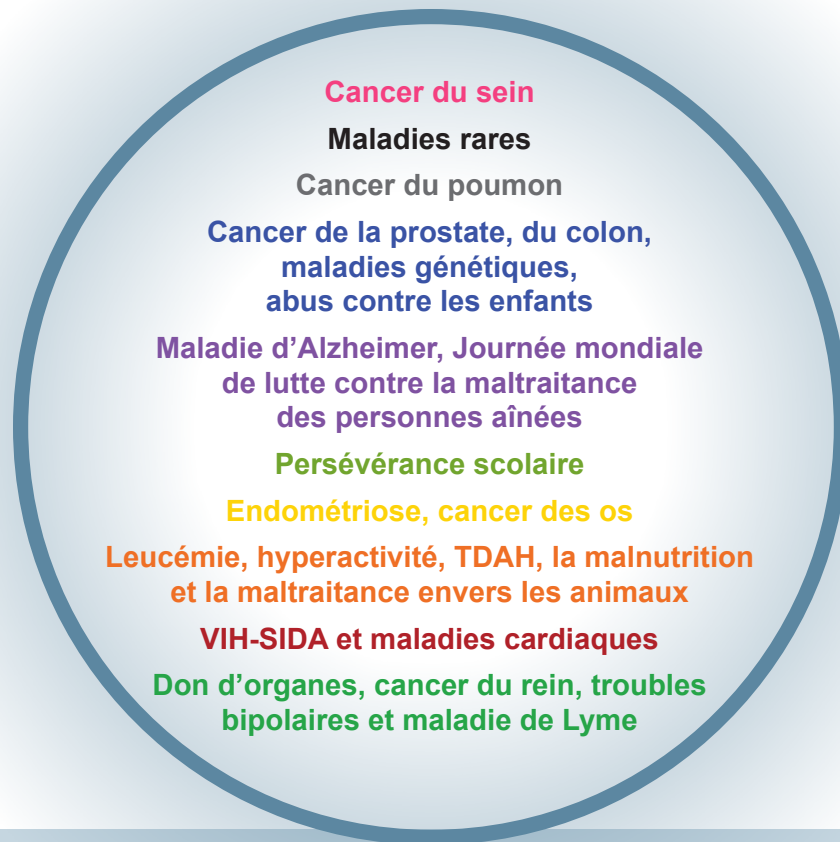 Cancer du sein
Maladies rares
Cancer du poumon
Cancer de la prostate, du colon,
maladies génétiques,
abus contre les enfants
Maladie d’Alzheimer, Journée mondiale
de lutte contre la maltraitance
des personnes aînées
Persévérance scolaire
Endométriose, cancer des os
Leucémie, hyperactivité, TDAH, la malnutrition
et la maltraitance envers les animaux
VIH-SIDA et maladies cardiaques
Don d’organes, cancer du rein, troubles
bipolaires et maladie de Lyme